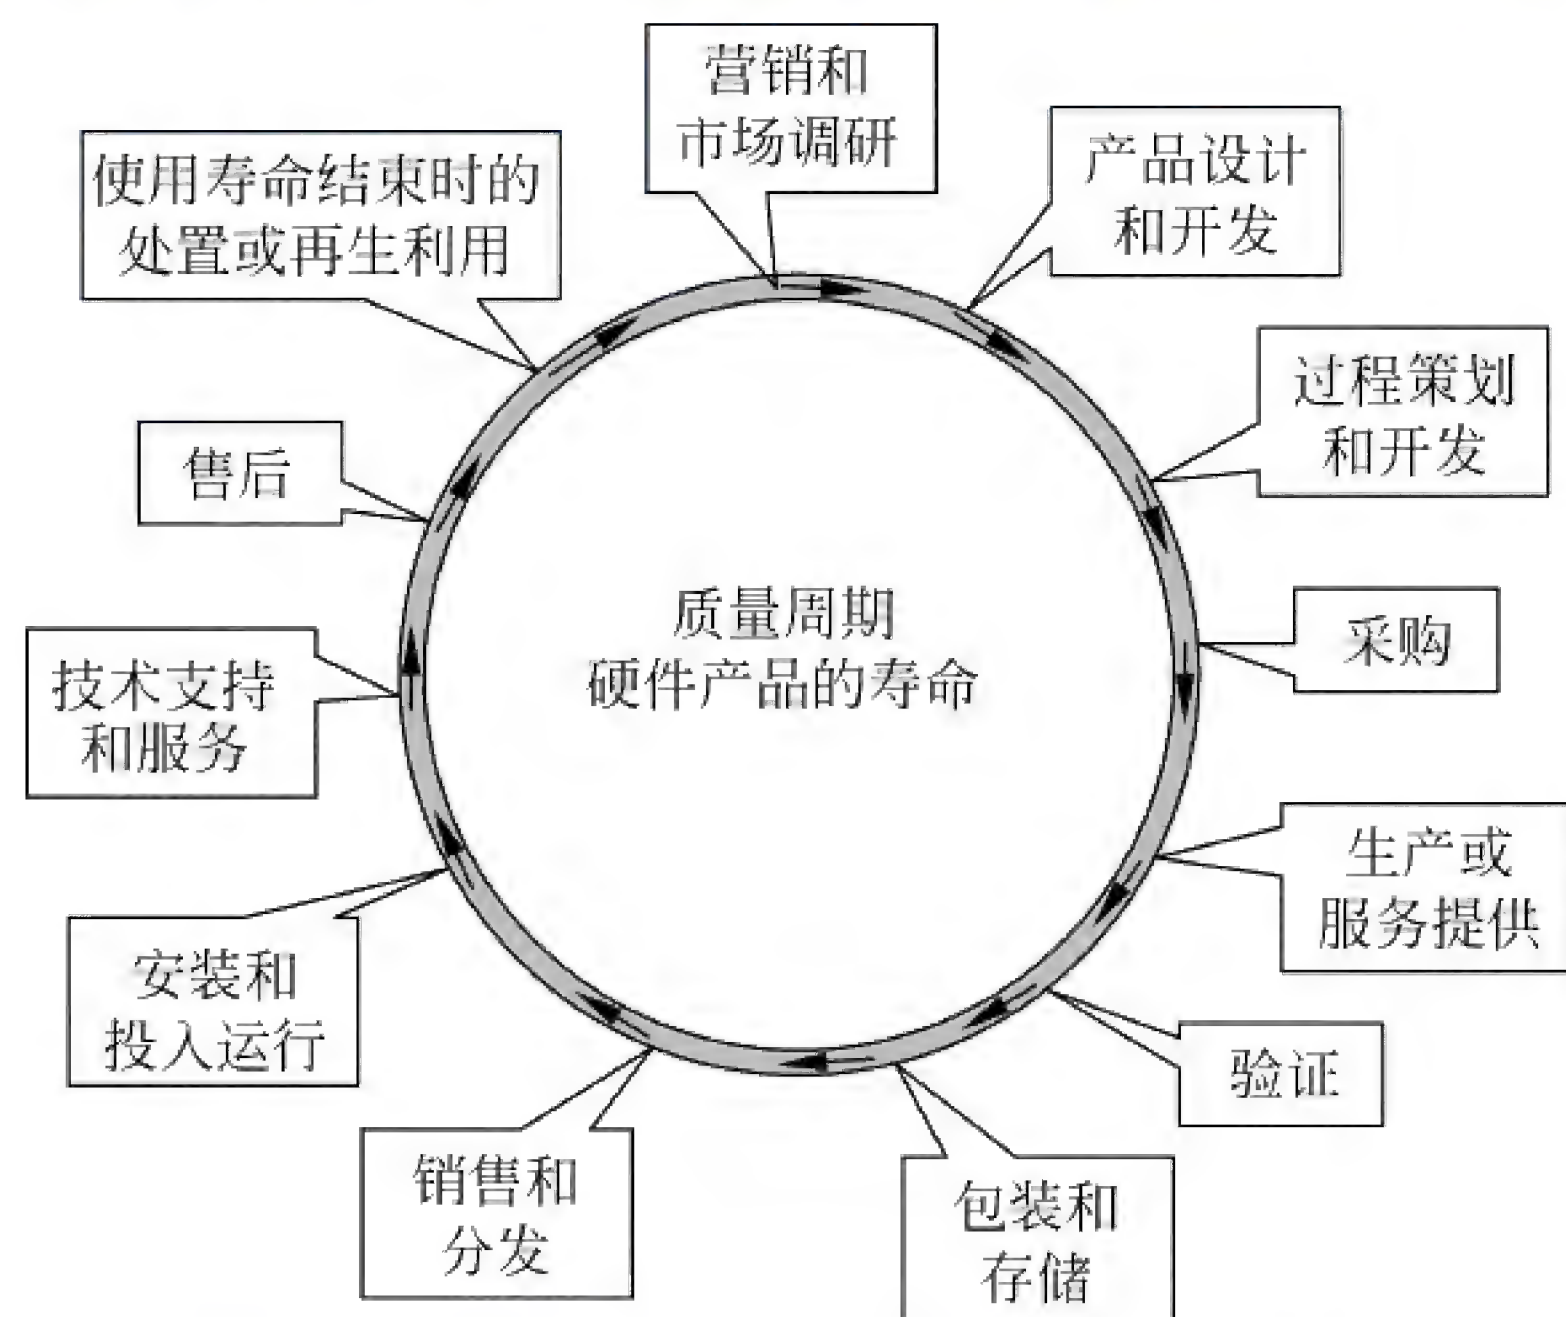 营销和
市场调研
产品设计
和开发
过程策划
和开发
采购
生产或
服务提供
验证
包装和
存储
销售和
分发
安装和
投入运行
技术支持
和服务
售后
使用寿命结束时的
处置或再生利用
质量周期
硬件产品的寿命